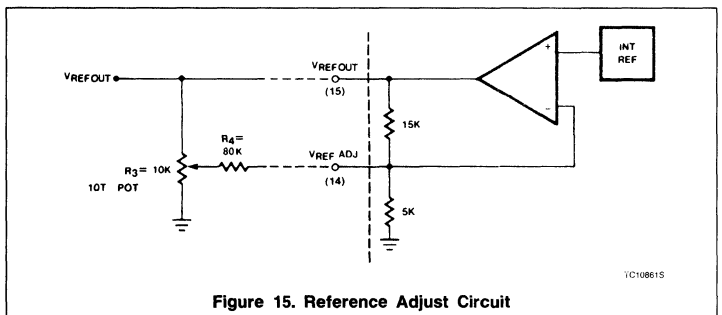 INT
REF
+
–
VREFOUT
VREFOUT
(15)
15K
R4=
80K
VREF ADJ
(14)
R3= 10K
10T POT
5K
YC10861S
Figure 15. Reference Adjust Circuit